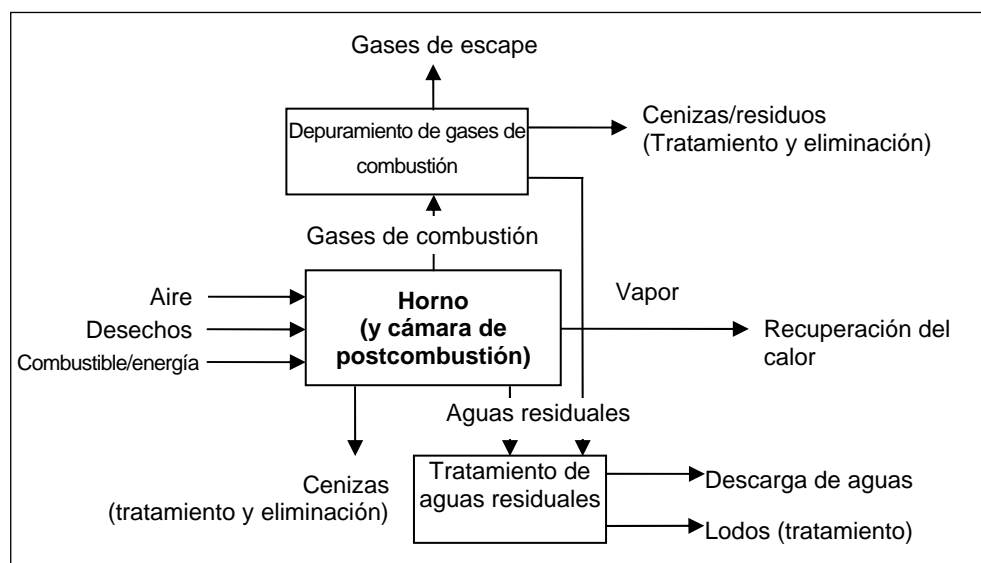 Gases de escape
Depuramiento de gases de
combustión
Cenizas/residuos
(Tratamiento y eliminación)
Gases de combustión
Aire
Desechos
Combustible/energía
Horno
(y cámara de
postcombustión)
Vapor
Recuperación del
calor
Aguas residuales
Cenizas
(tratamiento y eliminación)
Tratamiento de
aguas residuales
Descarga de aguas
Lodos (tratamiento)